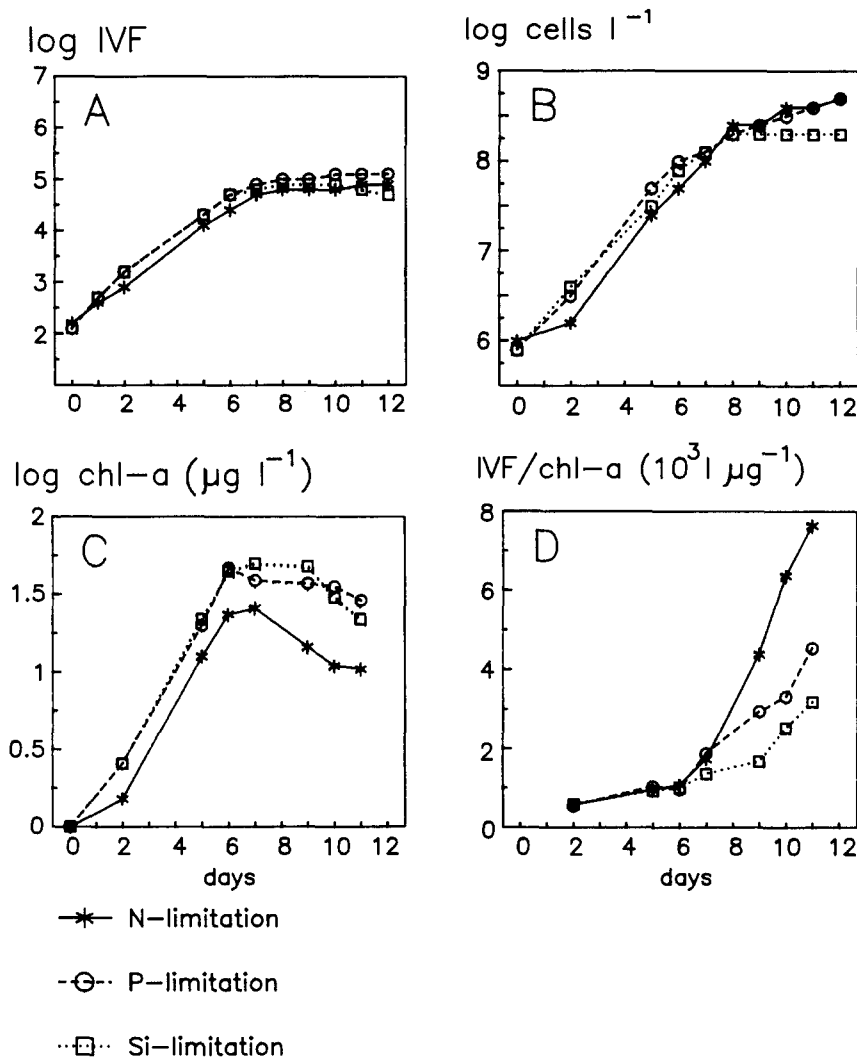 log IVF
A
7
6
5
4
3
2
0 2 4 6 8 10 12
log cells l⁻¹
B
9
8
7
6
0 2 4 6 8 10 12
log chl-a (μg l⁻¹)
C
2
1.5
1
0.5
0
0 2 4 6 8 10 12
days
IVF/chl-a (10³ l μg⁻¹)
D
8
6
4
2
0
0 2 4 6 8 10 12
days
N-limitation
P-limitation
Si-limitation